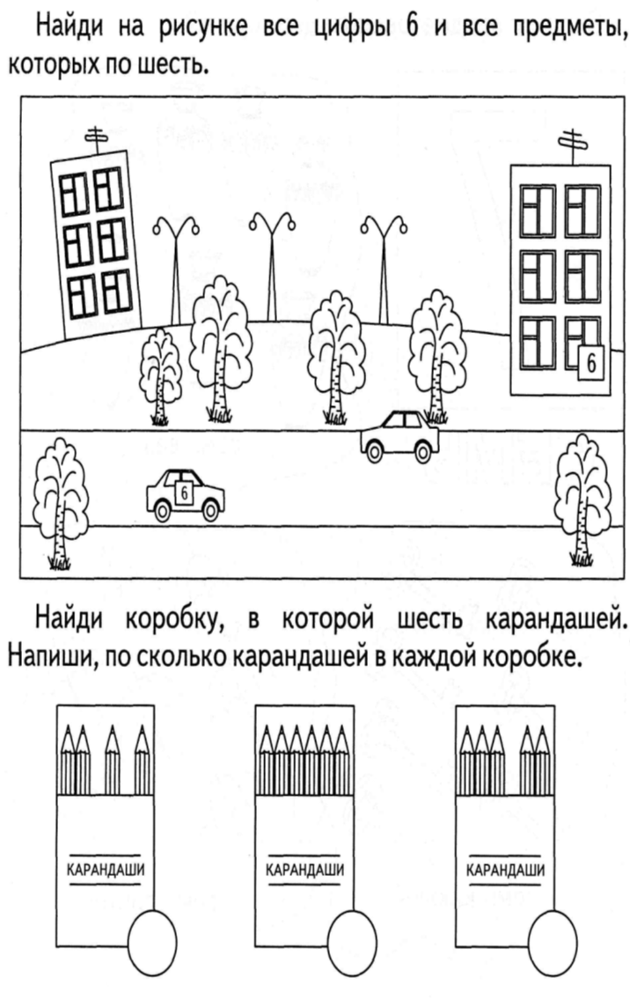 Найди на рисунке все цифры 6 и все предметы,
которых по шесть.
6
6
Найди коробку, в которой шесть карандашей.
Напиши, по сколько карандашей в каждой коробке.
КАРАНДАШИ
КАРАНДАШИ
КАРАНДАШИ